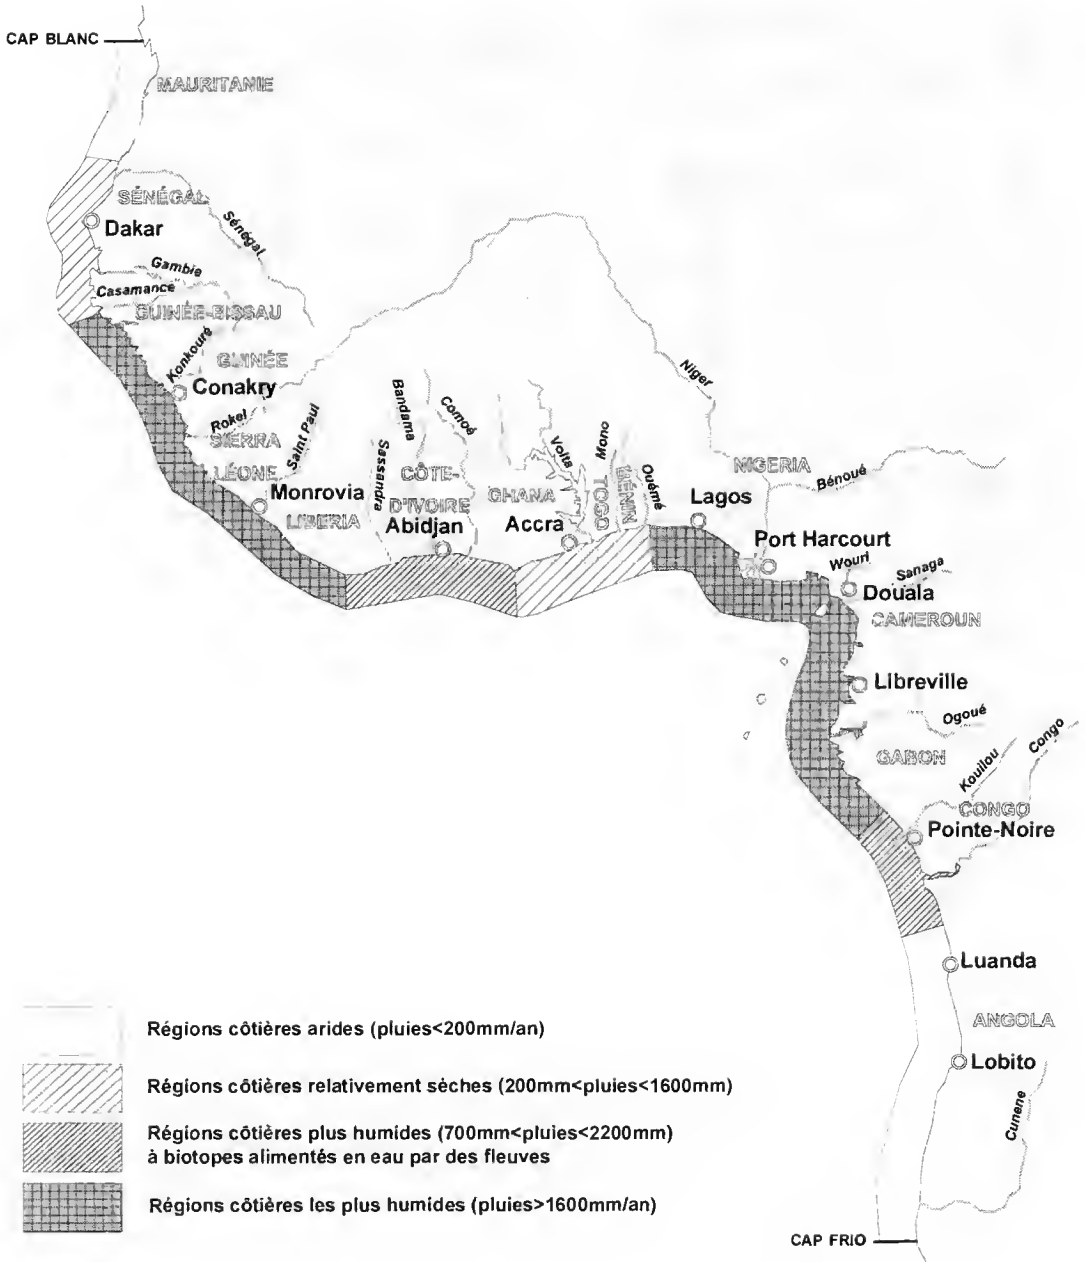 CAP BLANC
MAURITANIE
SÉNÉGAL
Dakar
Sénégal
Gambie
Casamance
GUINÉE-BISSAU
Konkouré
GUINÉE
Conakry
Rokel
SIERRA
LÉONE
Saint Paul
Monrovia
LIBERIA
Sassandra
Bandama
Comoé
CÔTE-
D'IVOIRE
Abidjan
GHANA
Accra
Volta
Mono
TOGO
BÉNIN
Ouémé
Niger
NIGERIA
Bénoué
Lagos
Port Harcourt
Wouri
Sanaga
Douala
CAMEROUN
Libreville
Ogoué
GABON
Kouilou
Congo
CONGO
Pointe-Noire
Luanda
ANGOLA
Lobito
Cunene
CAP FRIO
Régions côtières arides (pluies<200mm/an)
Régions côtières relativement sèches (200mm<pluies<1600mm)
Régions côtières plus humides (700mm<pluies<2200mm)
à biotopes alimentés en eau par des fleuves
Régions côtières les plus humides (pluies>1600mm/an)